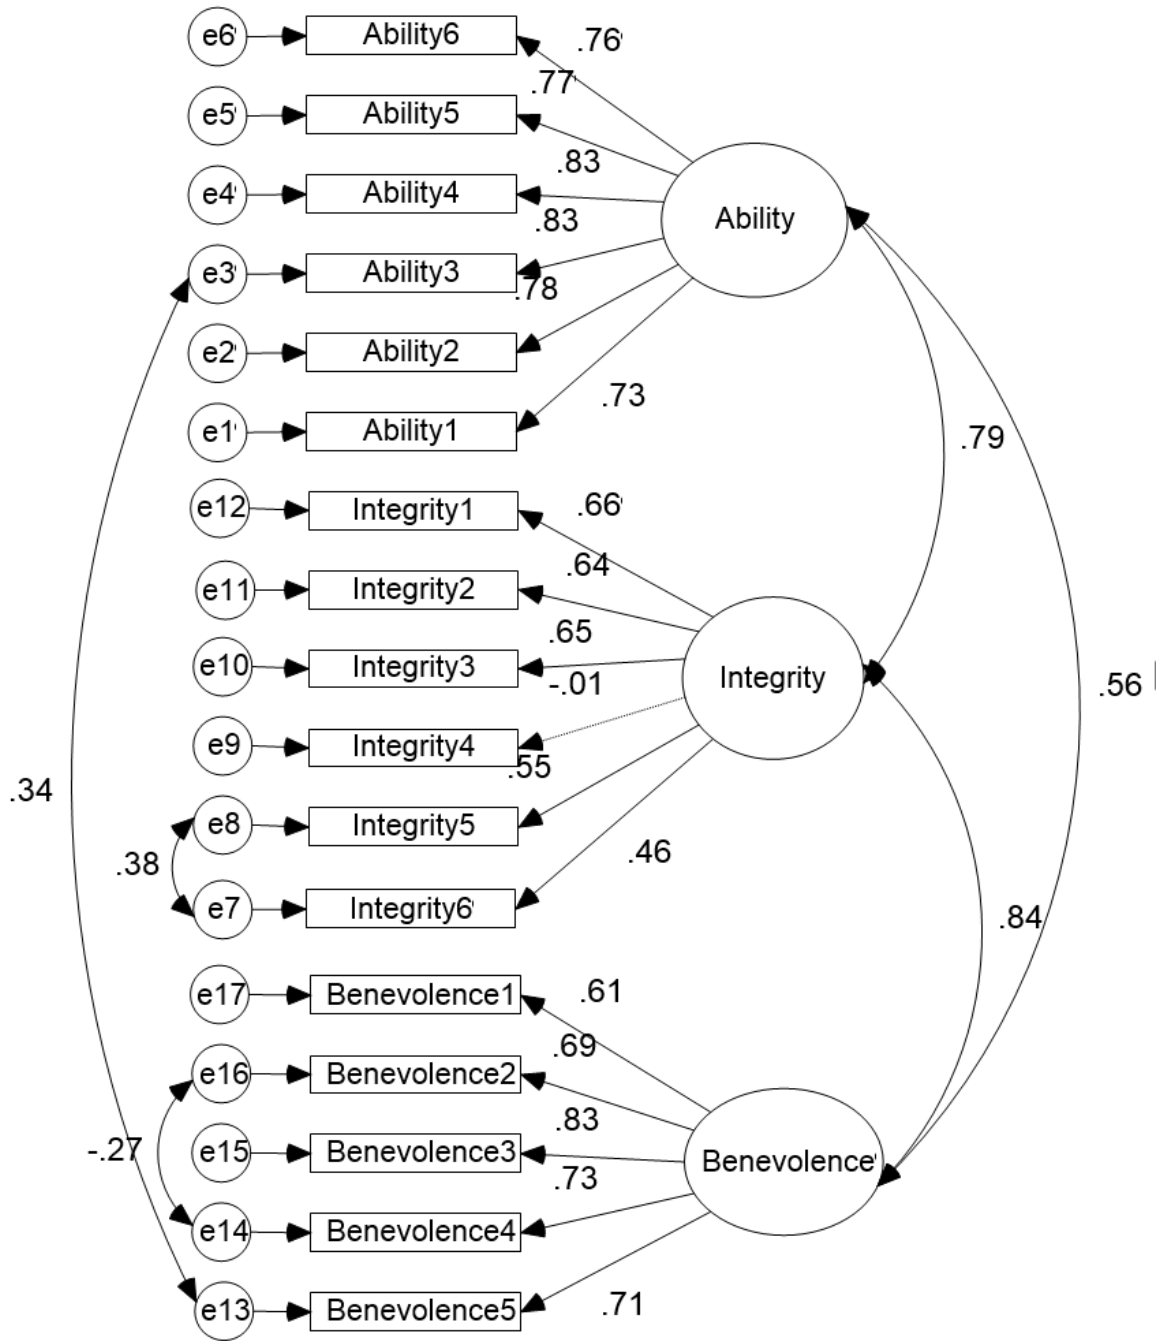 e6 Ability6 .76
.77
e5 Ability5
.83
e4 Ability4
.83
Ability
e3 Ability3
.78
e2 Ability2
.73
e1 Ability1
.79
e12 Integrity1 .66
.64
e11 Integrity2
.65
e10 Integrity3
-.01
Integrity
.56
e9 Integrity4
.55
.34
e8 Integrity5
.38
.46
e7 Integrity6
.84
e17 Benevolence1 .61
.69
e16 Benevolence2
.83
-.27
e15 Benevolence3
.73
Benevolence
e14 Benevolence4
e13 Benevolence5 .71